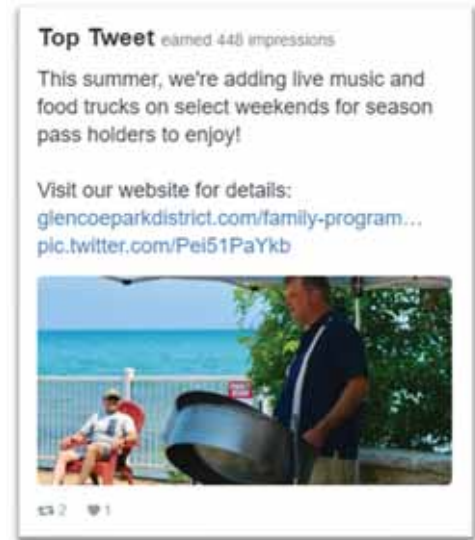 Top Tweet earned 448 impressions
This summer, we're adding live music and
food trucks on select weekends for season
pass holders to enjoy!
Visit our website for details:
glencoeparkdistrict.com/family-program…
pic.twitter.com/Pei51PaYkb
2 1